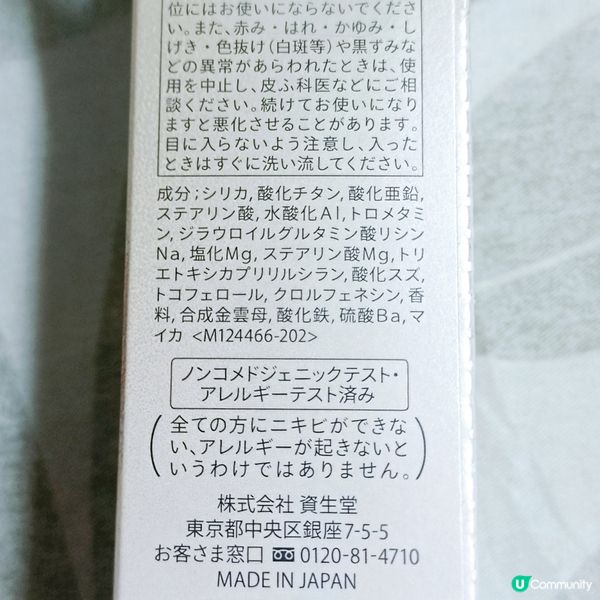 位にはお使いにならないでくださ
い。また、赤み・はれ・かゆみ・し
げき・色抜け(白斑等)や黒ずみな
どの異常があらわれたときは、使
用を中止し、皮ふ科医などにご相
談ください。続けてお使いになり
ますと悪化させることがあります。
目に入らないよう注意し、入った
ときはすぐに洗い流してください。
成分;シリカ,酸化チタン,酸化亜鉛,
ステアリン酸,水酸化Al,トロメタミ
ン,ジラウロイルグルタミン酸リシン
Na,塩化Mg,ステアリン酸Mg,トリ
エトキシカプリリルシラン,酸化スズ,
トコフェロール,クロルフェネシン,香
料,合成金雲母,酸化鉄,硫酸Ba,マ
イカ <M124466-202>
ノンコメドジェニックテスト・
アレルギーテスト済み
(全ての方にニキビができな
い、アレルギーが起きないと
いうわけではありません。)
株式会社 資生堂
東京都中央区銀座7-5-5
お客さま窓口 0120-81-4710
MADE IN JAPAN
U Community